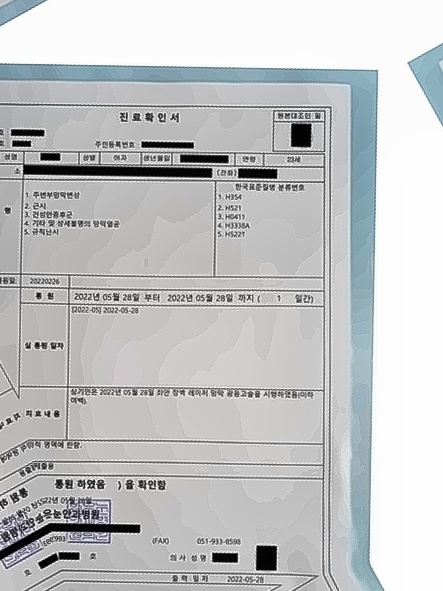 진료확인서
원본대조인 필
호
호 주민등록번호
성명 성별 여자 생년월일 연령 23세
소 (전화)
한국표준질병 분류번호
명
1. 주변부망막변성 1. H354
2. 근시 2. H521
3. 건성안증후군 3. H0411
4. 기타 및 상세불명의 망막열공 4. H3338A
5. 규칙난시 5. H5221
20220226
통 원 2022년 05월 28일 부터 2022년 05월 28일 까지 ( 1 일간)
실 통원 일자
[2022-05] 2022-05-28
치 료 내 용
상기인은 2022년 05월 28일 좌안 장벽 레이저 망막 광응고술을 시행하였음(이하
여백).
영역에 한함.
통원 하였음 ) 을 확인함
(FAX) 051-933-8598
호 의 사 성 명
출 력 일 자 2022-05-28